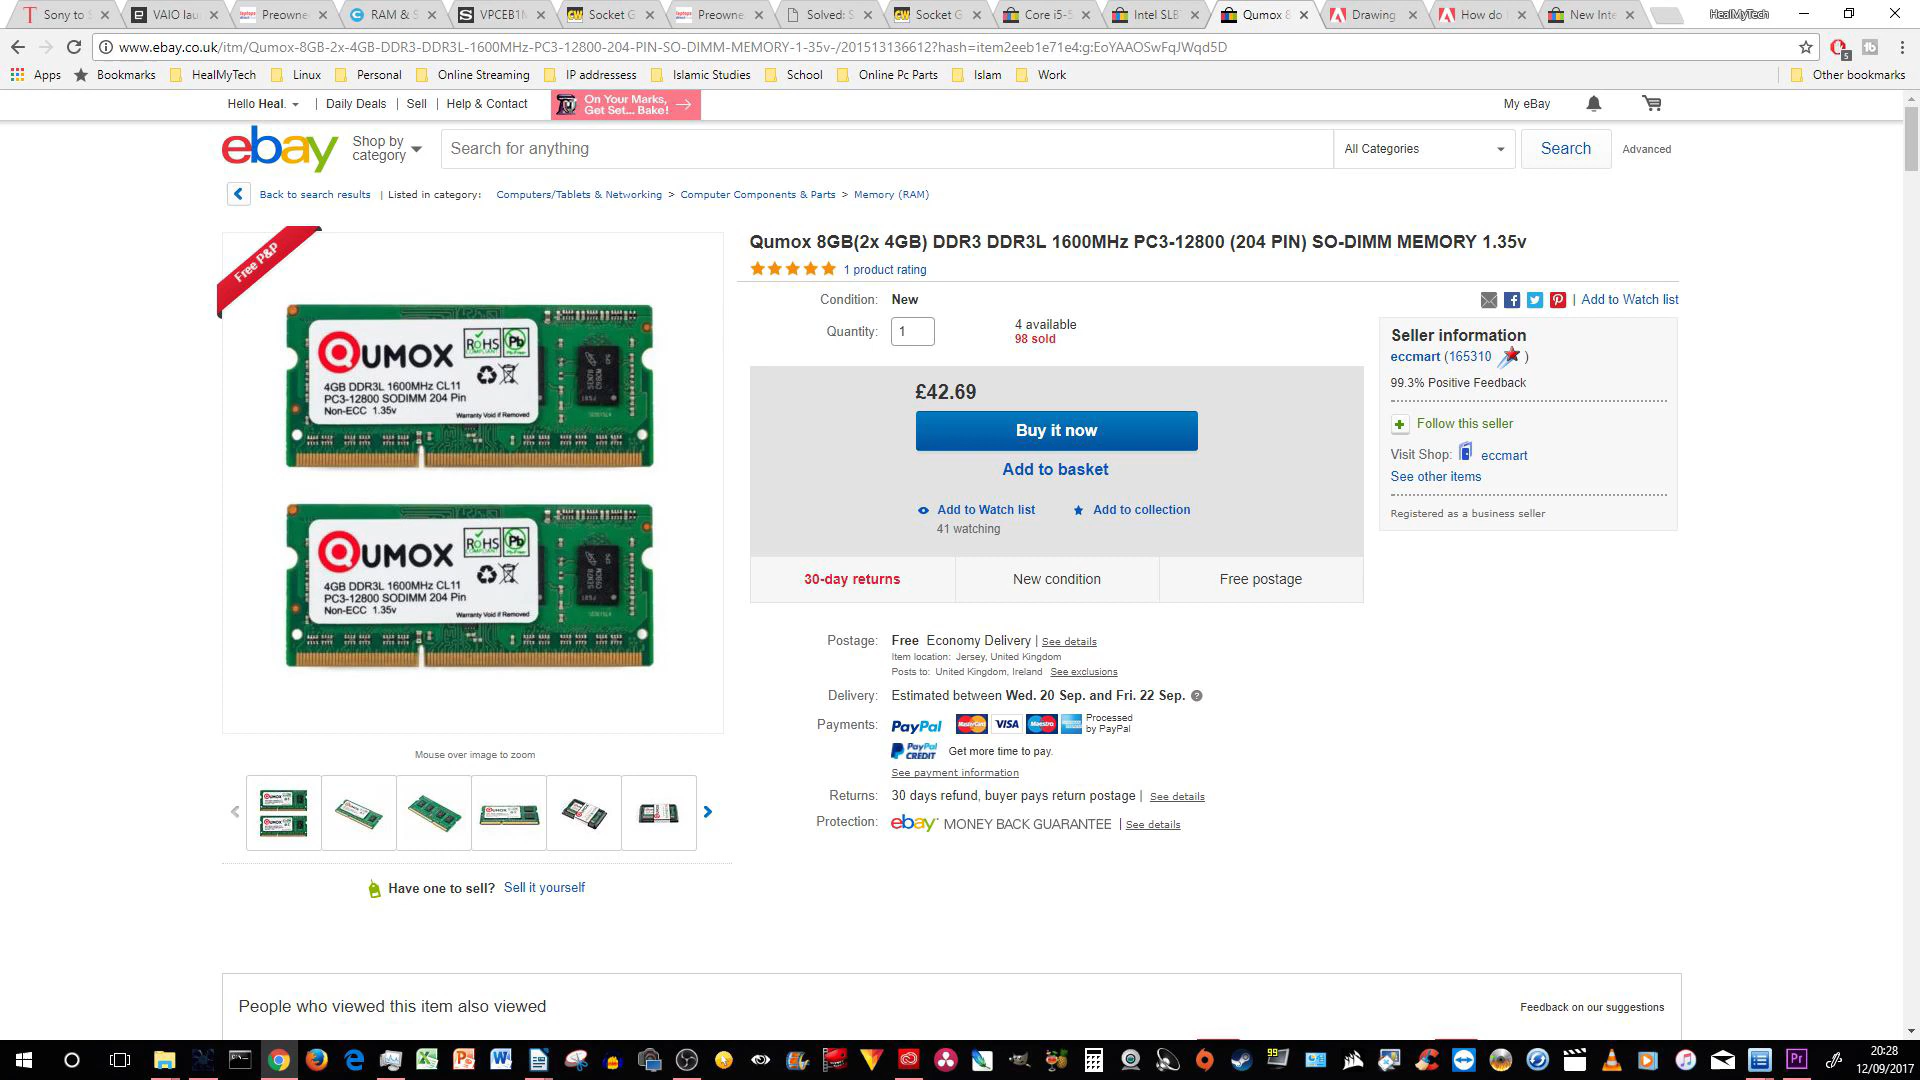 Sony to S
VAIO lau
Preowne
RAM & S
VPCEB1M
Socket G
Preowne
Solved: S
Socket G
Core i5-5
Intel SLB
Qumox 8
Drawing
How do
New Inte
HealMyTech
www.ebay.co.uk/itm/Qumox-8GB-2x-4GB-DDR3-DDR3L-1600MHz-PC3-12800-204-PIN-SO-DIMM-MEMORY-1-35v-/201513136612?hash=item2eeb1e71e4:g:EoYAAOSwFqJWqd5D
Apps Bookmarks HealMyTech Linux Personal Online Streaming IP addressess Islamic Studies School Online Pc Parts Islam Work Other bookmarks
Hello Heal. | Daily Deals | Sell | Help & Contact
On Your Marks,
Get Set... Bake!
My eBay
ebay
Shop by
category
Search for anything
All Categories
Search
Advanced
Back to search results | Listed in category: Computers/Tablets & Networking > Computer Components & Parts > Memory (RAM)
Free P&P
QUMOX
RoHS
COMPLIANT
Pb
Pb-Free
4GB DDR3L 1600MHz CL11
PC3-12800 SODIMM 204 Pin
Non-ECC 1.35v
Warranty Void if Removed
QUMOX
RoHS
COMPLIANT
Pb
Pb-Free
4GB DDR3L 1600MHz CL11
PC3-12800 SODIMM 204 Pin
Non-ECC 1.35v
Warranty Void if Removed
Mouse over image to zoom
Have one to sell? Sell it yourself
Qumox 8GB(2x 4GB) DDR3 DDR3L 1600MHz PC3-12800 (204 PIN) SO-DIMM MEMORY 1.35v
1 product rating
Condition: New
Quantity: 1
4 available
98 sold
£42.69
Buy it now
Add to basket
Add to Watch list
Add to collection
41 watching
30-day returns
New condition
Free postage
Postage: Free Economy Delivery | See details
Item location: Jersey, United Kingdom
Posts to: United Kingdom, Ireland See exclusions
Delivery: Estimated between Wed. 20 Sep. and Fri. 22 Sep.
Payments: PayPal MasterCard VISA Maestro Processed
by PayPal
PayPal
CREDIT
Get more time to pay.
See payment information
Returns: 30 days refund, buyer pays return postage | See details
Protection: ebay MONEY BACK GUARANTEE | See details
| Add to Watch list
Seller information
eccmart (165310 )
99.3% Positive Feedback
Follow this seller
Visit Shop: eccmart
See other items
Registered as a business seller
People who viewed this item also viewed
Feedback on our suggestions
20:28
12/09/2017